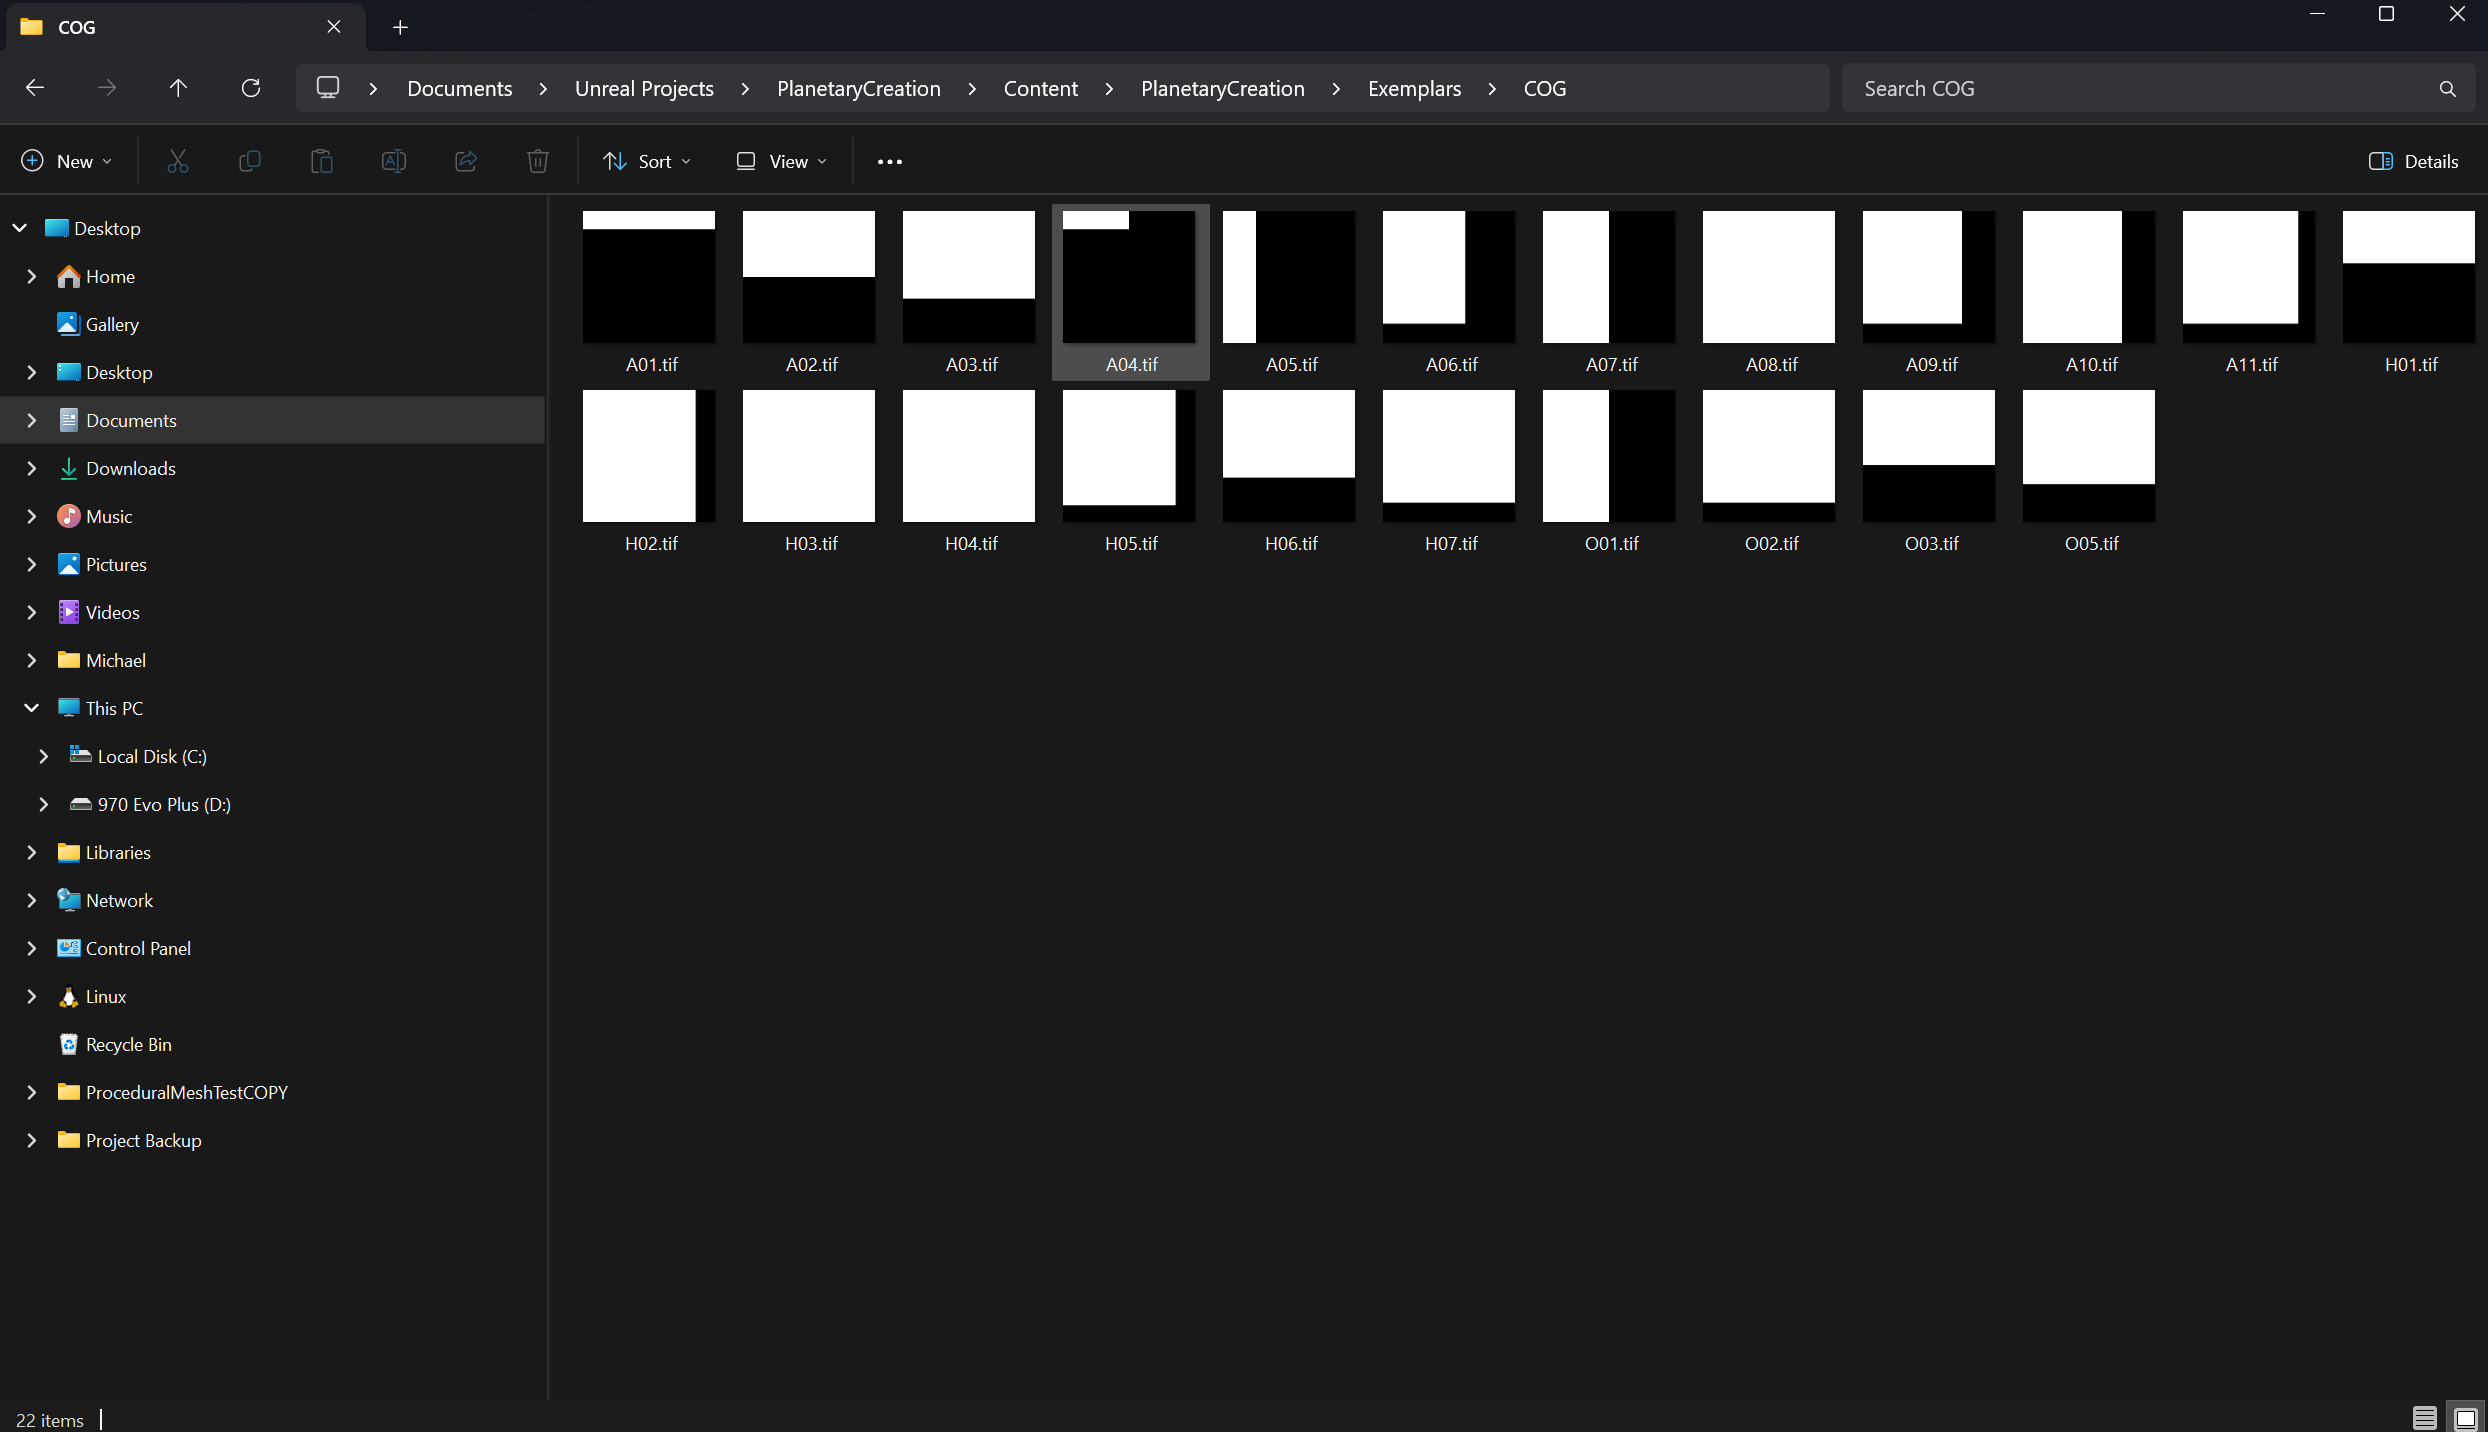 COG
Documents Unreal Projects PlanetaryCreation Content PlanetaryCreation Exemplars COG
Search COG
New Sort View Details
Desktop
Home
Gallery
Desktop
Documents
Downloads
Music
Pictures
Videos
Michael
This PC
Local Disk (C:)
970 Evo Plus (D:)
Libraries
Network
Control Panel
Linux
Recycle Bin
ProceduralMeshTestCOPY
Project Backup
A01.tif A02.tif A03.tif A04.tif A05.tif A06.tif A07.tif A08.tif A09.tif A10.tif A11.tif H01.tif
H02.tif H03.tif H04.tif H05.tif H06.tif H07.tif O01.tif O02.tif O03.tif O05.tif
22 items